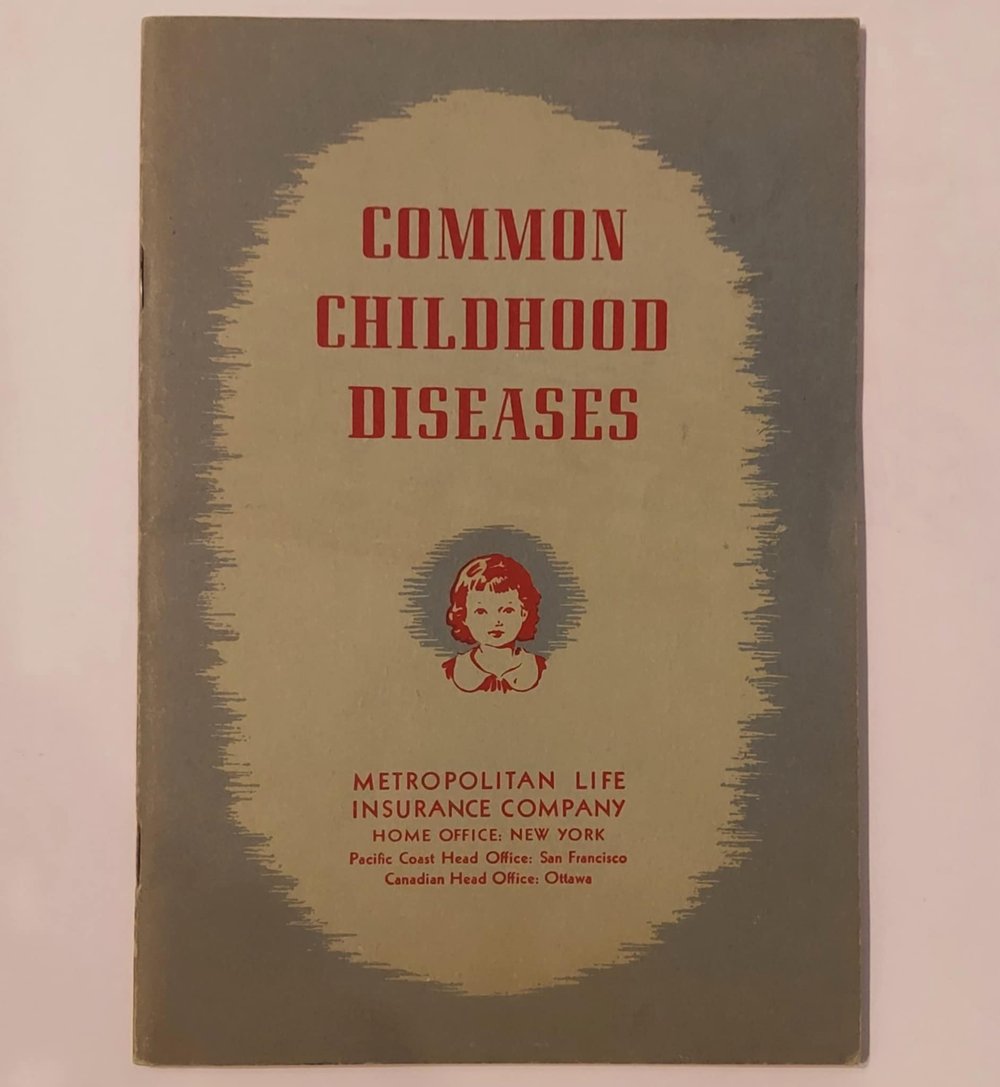 COMMON
CHILDHOOD
DISEASES
METROPOLITAN LIFE
INSURANCE COMPANY
HOME OFFICE: NEW YORK
Pacific Coast Head Office: San Francisco
Canadian Head Office: Ottawa